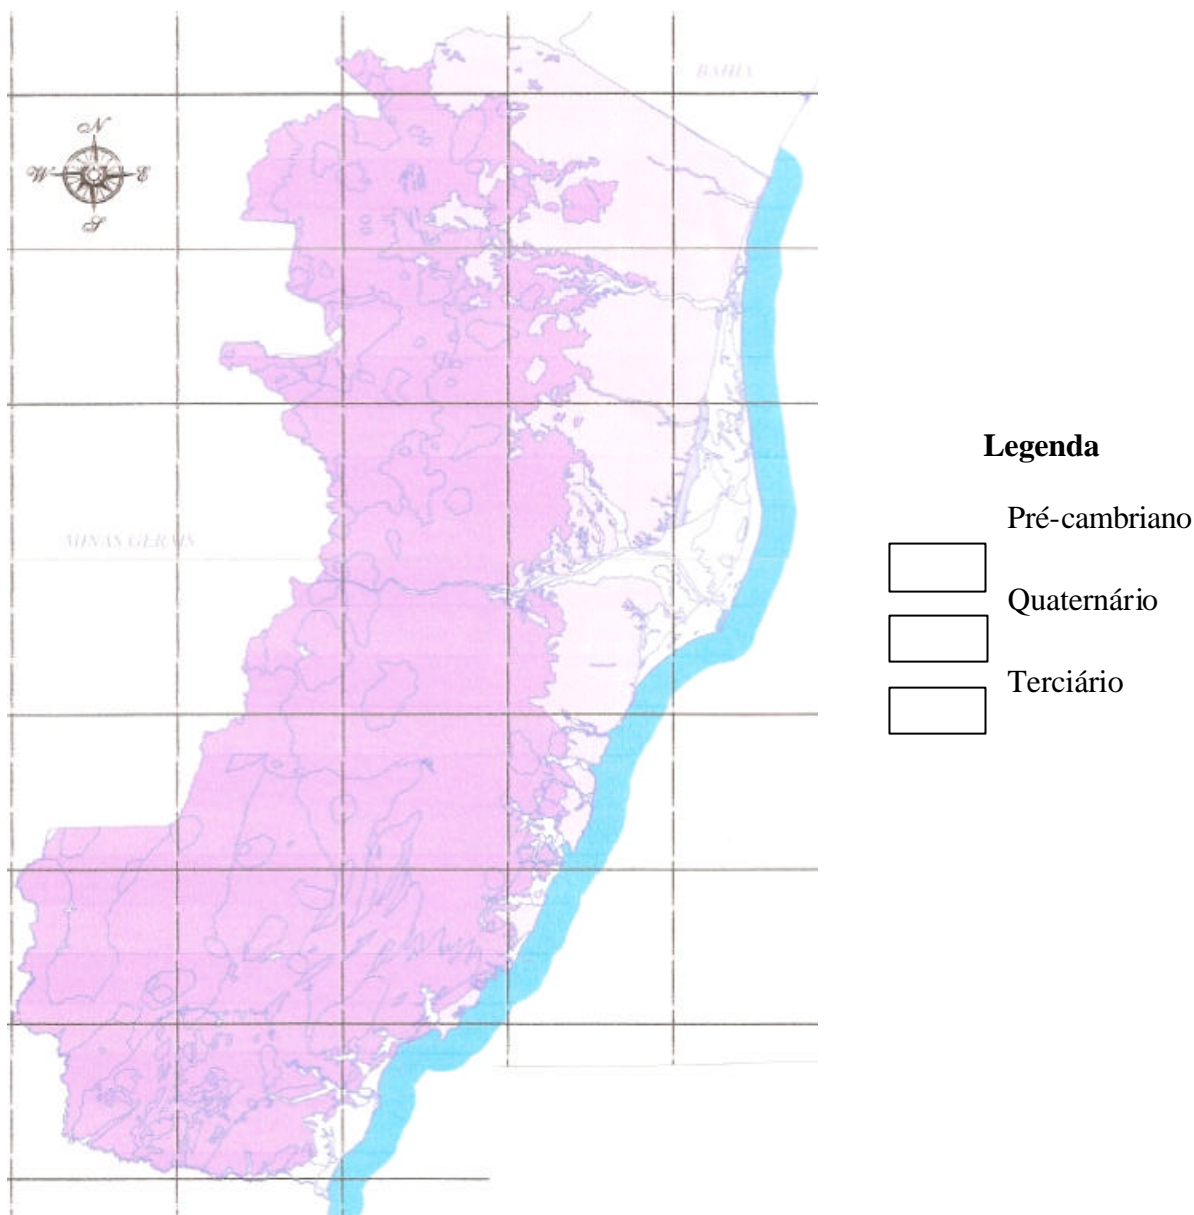 BAHIA
N
W E
S
MINAS GERAIS
Legenda
Pré-cambriano
Quaternário
Terciário